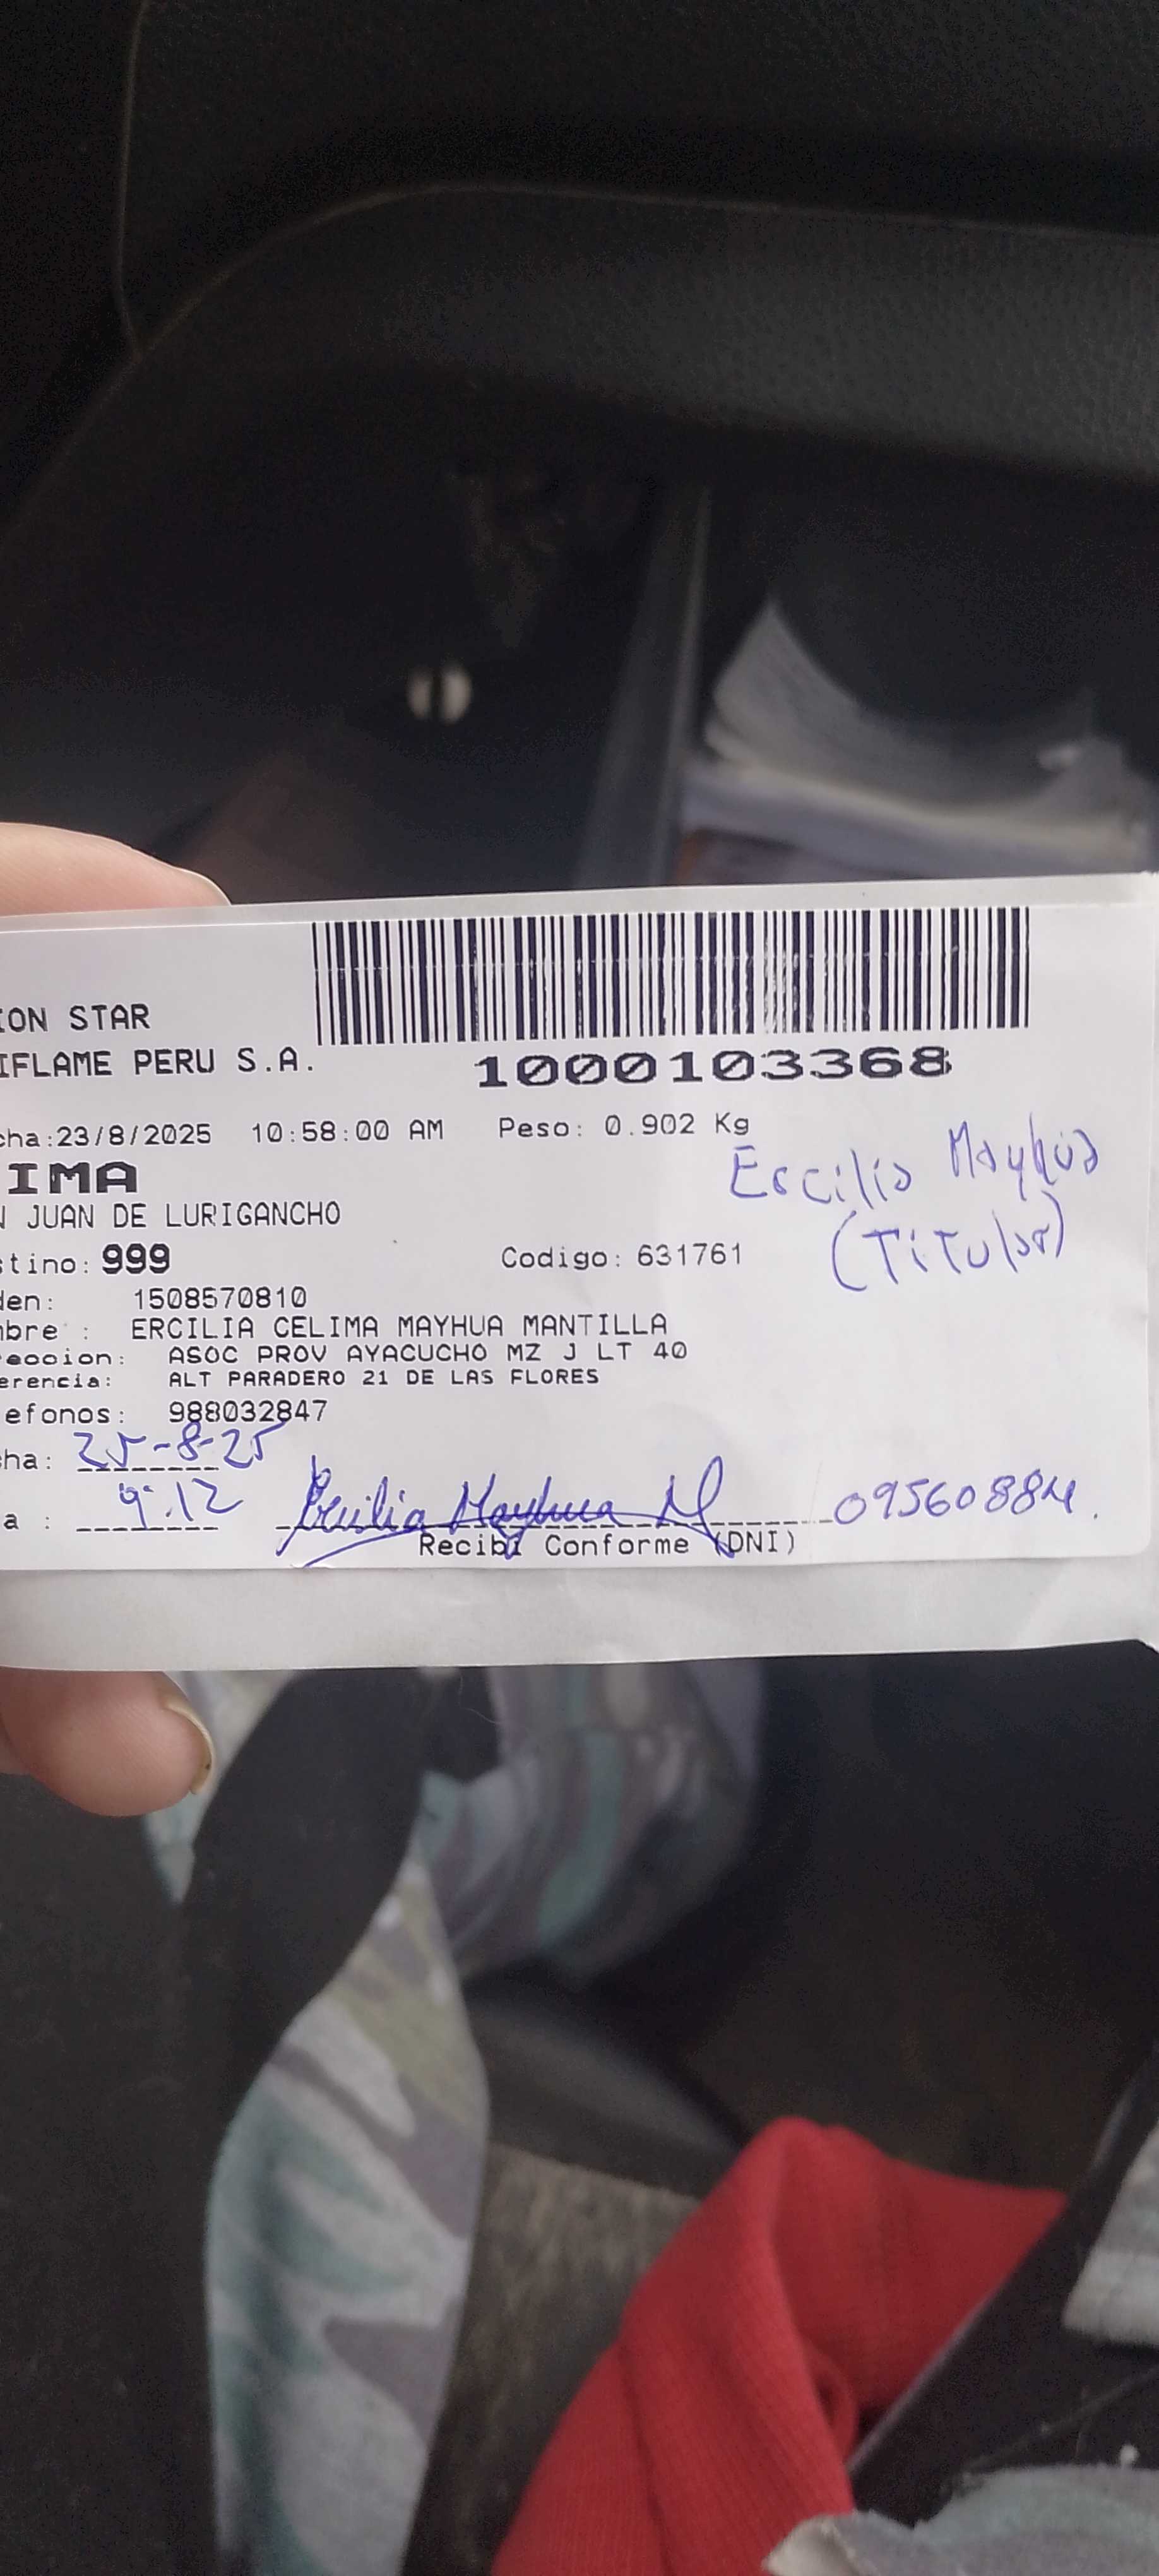 ION STAR
IFLAME PERU S.A.
1000103368
cha:23/8/2025 10:58:00 AM Peso: 0.902 Kg
IMA
Ercilia Mayhua
(Titular)
N JUAN DE LURIGANCHO
stino: 999 Codigo: 631761
den: 1508570810
mbre : ERCILIA CELIMA MAYHUA MANTILLA
reccion: ASOC PROV AYACUCHO MZ J LT 40
erencia: ALT PARADERO 21 DE LAS FLORES
lefonos: 988032847
cha: 25-8-25
a : 9:12 Ercilia Mayhua M 09560884
Recibi Conforme (DNI)